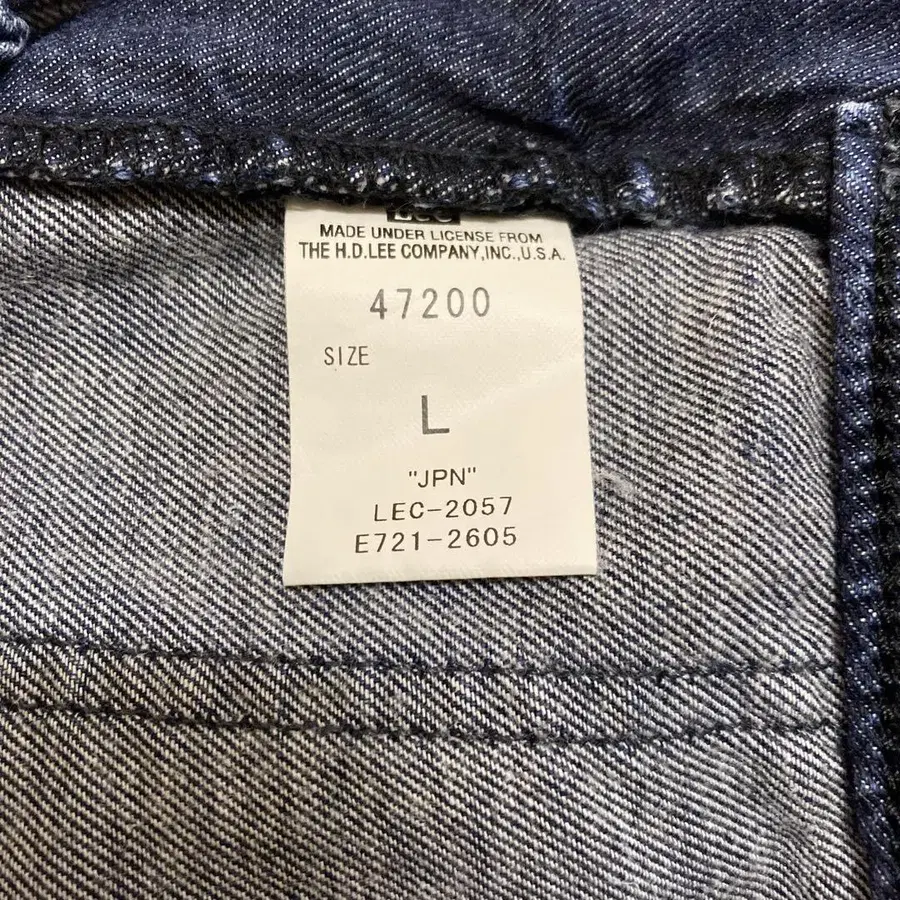 Lee
MADE UNDER LICENSE FROM
THE H.D.LEE COMPANY,INC.,U.S.A.
47200
SIZE
L
"JPN"
LEC-2057
E721-2605